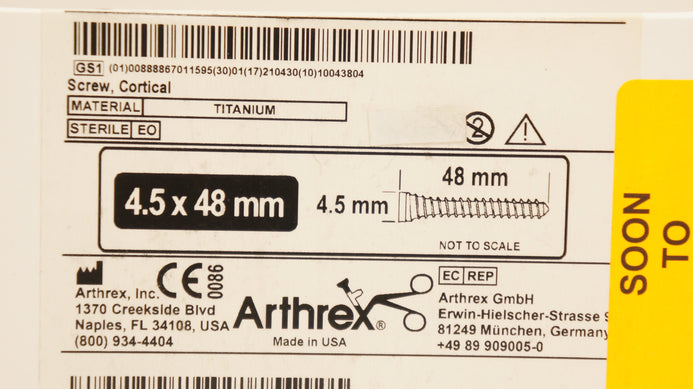 GS1 (01)00888867011595(30)01(17)210430(10)10043804
Screw, Cortical
MATERIAL TITANIUM
STERILE EO
2
4.5 x 48 mm
4.5 mm
48 mm
NOT TO SCALE
CE 0086
Arthrex, Inc.
1370 Creekside Blvd
Naples, FL 34108, USA
(800) 934-4404
Arthrex®
Made in USA
EC REP
Arthrex GmbH
Erwin-Hielscher-Strasse
81249 München, Germany
+49 89 909005-0
SOON
TO